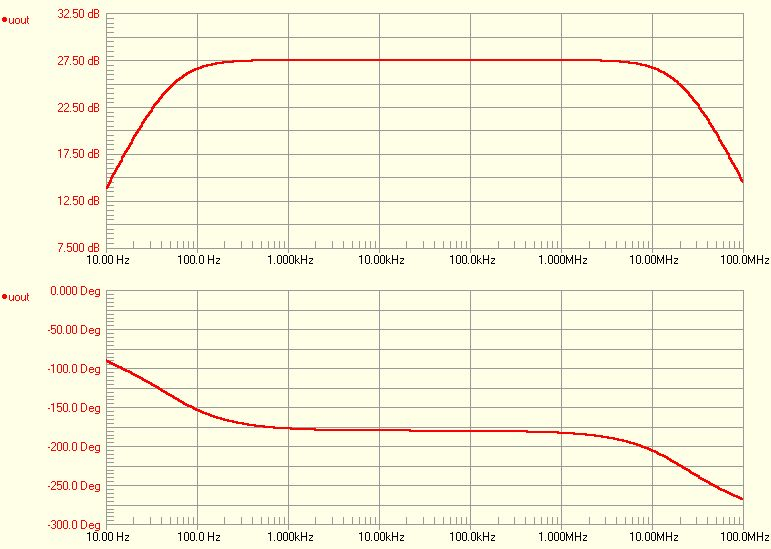 uout
32.50 dB
27.50 dB
22.50 dB
17.50 dB
12.50 dB
7.500 dB
10.00 Hz 100.0 Hz 1.000kHz 10.00kHz 100.0kHz 1.000MHz 10.00MHz 100.0MHz
uout
0.000 Deg
-50.00 Deg
-100.0 Deg
-150.0 Deg
-200.0 Deg
-250.0 Deg
-300.0 Deg
10.00 Hz 100.0 Hz 1.000kHz 10.00kHz 100.0kHz 1.000MHz 10.00MHz 100.0MHz